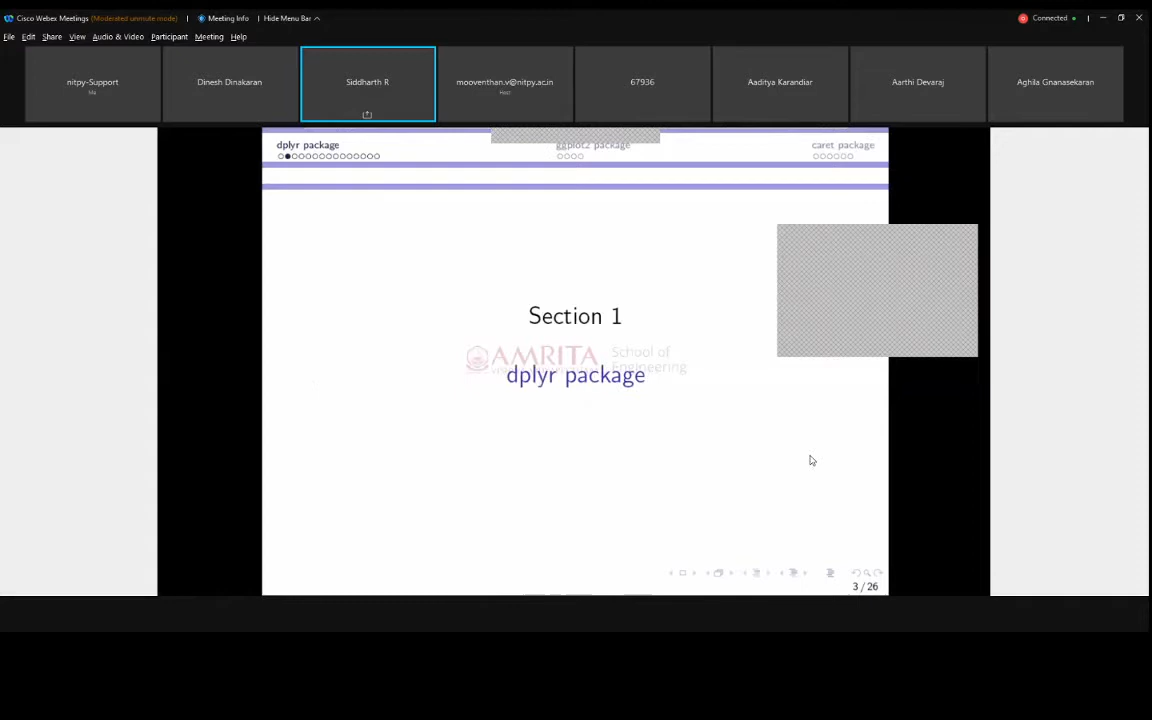 Cisco Webex Meetings (Moderated unmute mode) | Meeting Info | Hide Menu Bar
Connected
File Edit Share View Audio & Video Participant Meeting Help
nitpy-Support
Me
Dinesh Dinakaran
Siddharth R
mooventhan.v@nitpy.ac.in
Host
67936
Aaditya Karandiar
Aarthi Devaraj
Aghila Gnanasekaran
dplyr package
ggplot2 package
caret package
Section 1
AMRITA
School of
Engineering
dplyr package
3 / 26